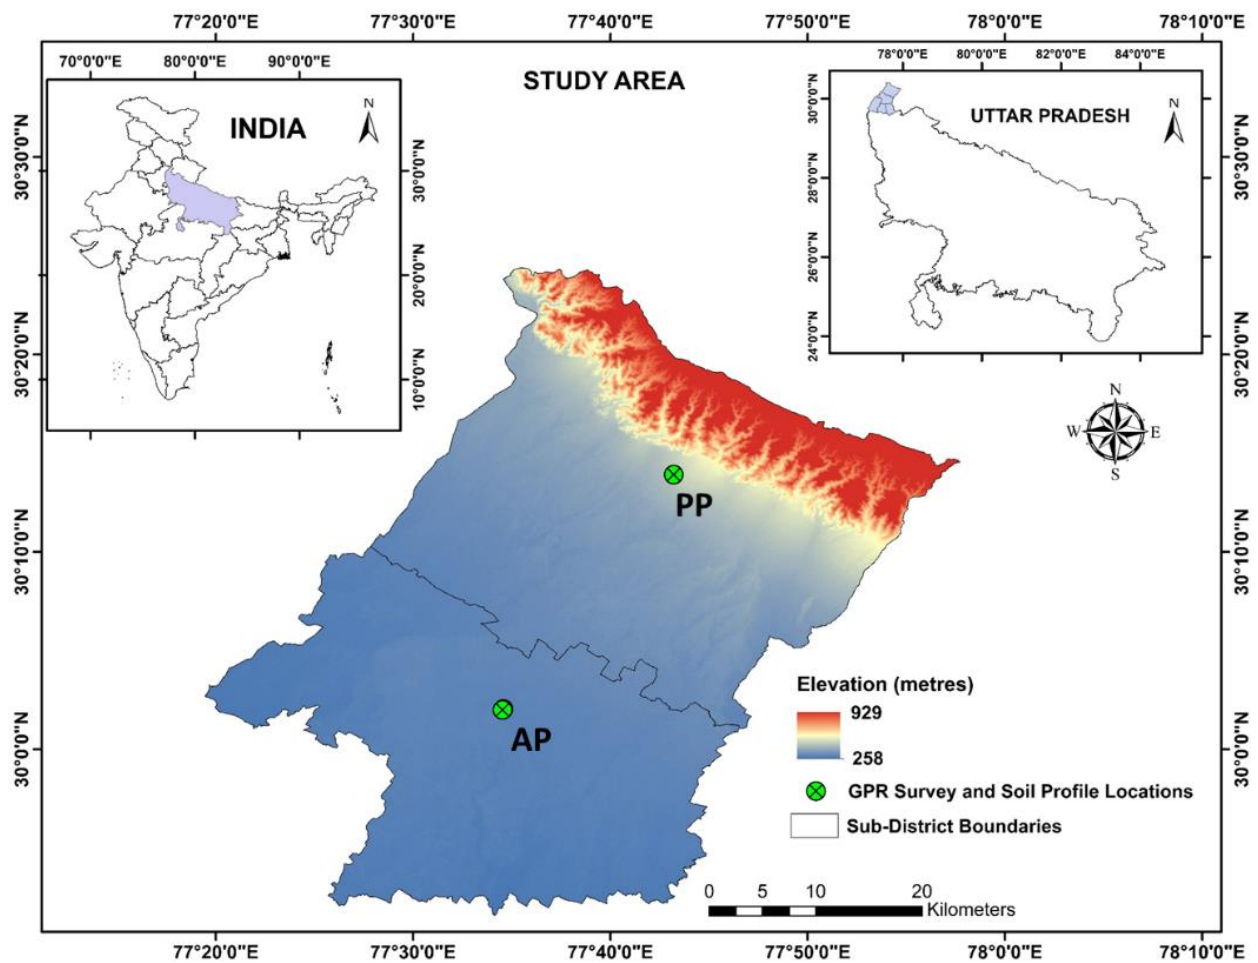 77°20'0"E 77°30'0"E 77°40'0"E 77°50'0"E 78°0'0"E 78°10'0"E
70°0'0"E 80°0'0"E 90°0'0"E
STUDY AREA
78°0'0"E 80°0'0"E 82°0'0"E 84°0'0"E
INDIA
N
UTTAR PRADESH
N
30°0'0"N
20°0'0"N
10°0'0"N
30°0'0"N
28°0'0"N
26°0'0"N
24°0'0"N
30°30'0"N
30°20'0"N
30°10'0"N
30°0'0"N
30°30'0"N
30°20'0"N
30°10'0"N
30°0'0"N
N
W E
S
PP
AP
Elevation (metres)
929
258
GPR Survey and Soil Profile Locations
Sub-District Boundaries
0 5 10 20
Kilometers
77°20'0"E 77°30'0"E 77°40'0"E 77°50'0"E 78°0'0"E 78°10'0"E